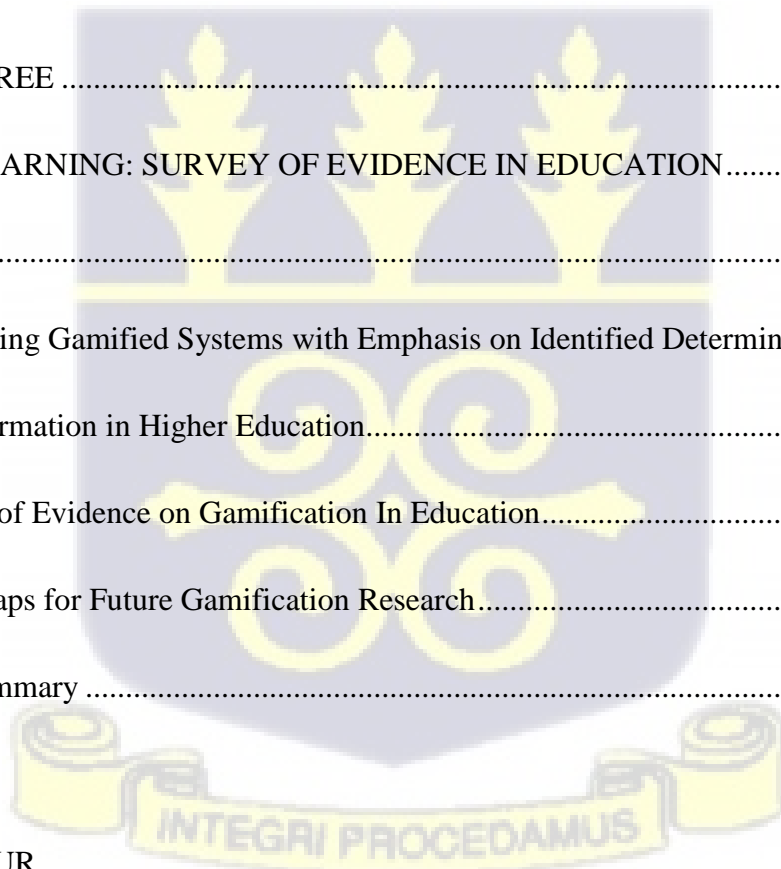 REE ........................................................................................
ARNING: SURVEY OF EVIDENCE IN EDUCATION.......
................................................................................................
ing Gamified Systems with Emphasis on Identified Determin
rmation in Higher Education....................................................
of Evidence on Gamification In Education..............................
aps for Future Gamification Research......................................
mmary .......................................................................................
INTEGRI PROCEDAMUS
UR